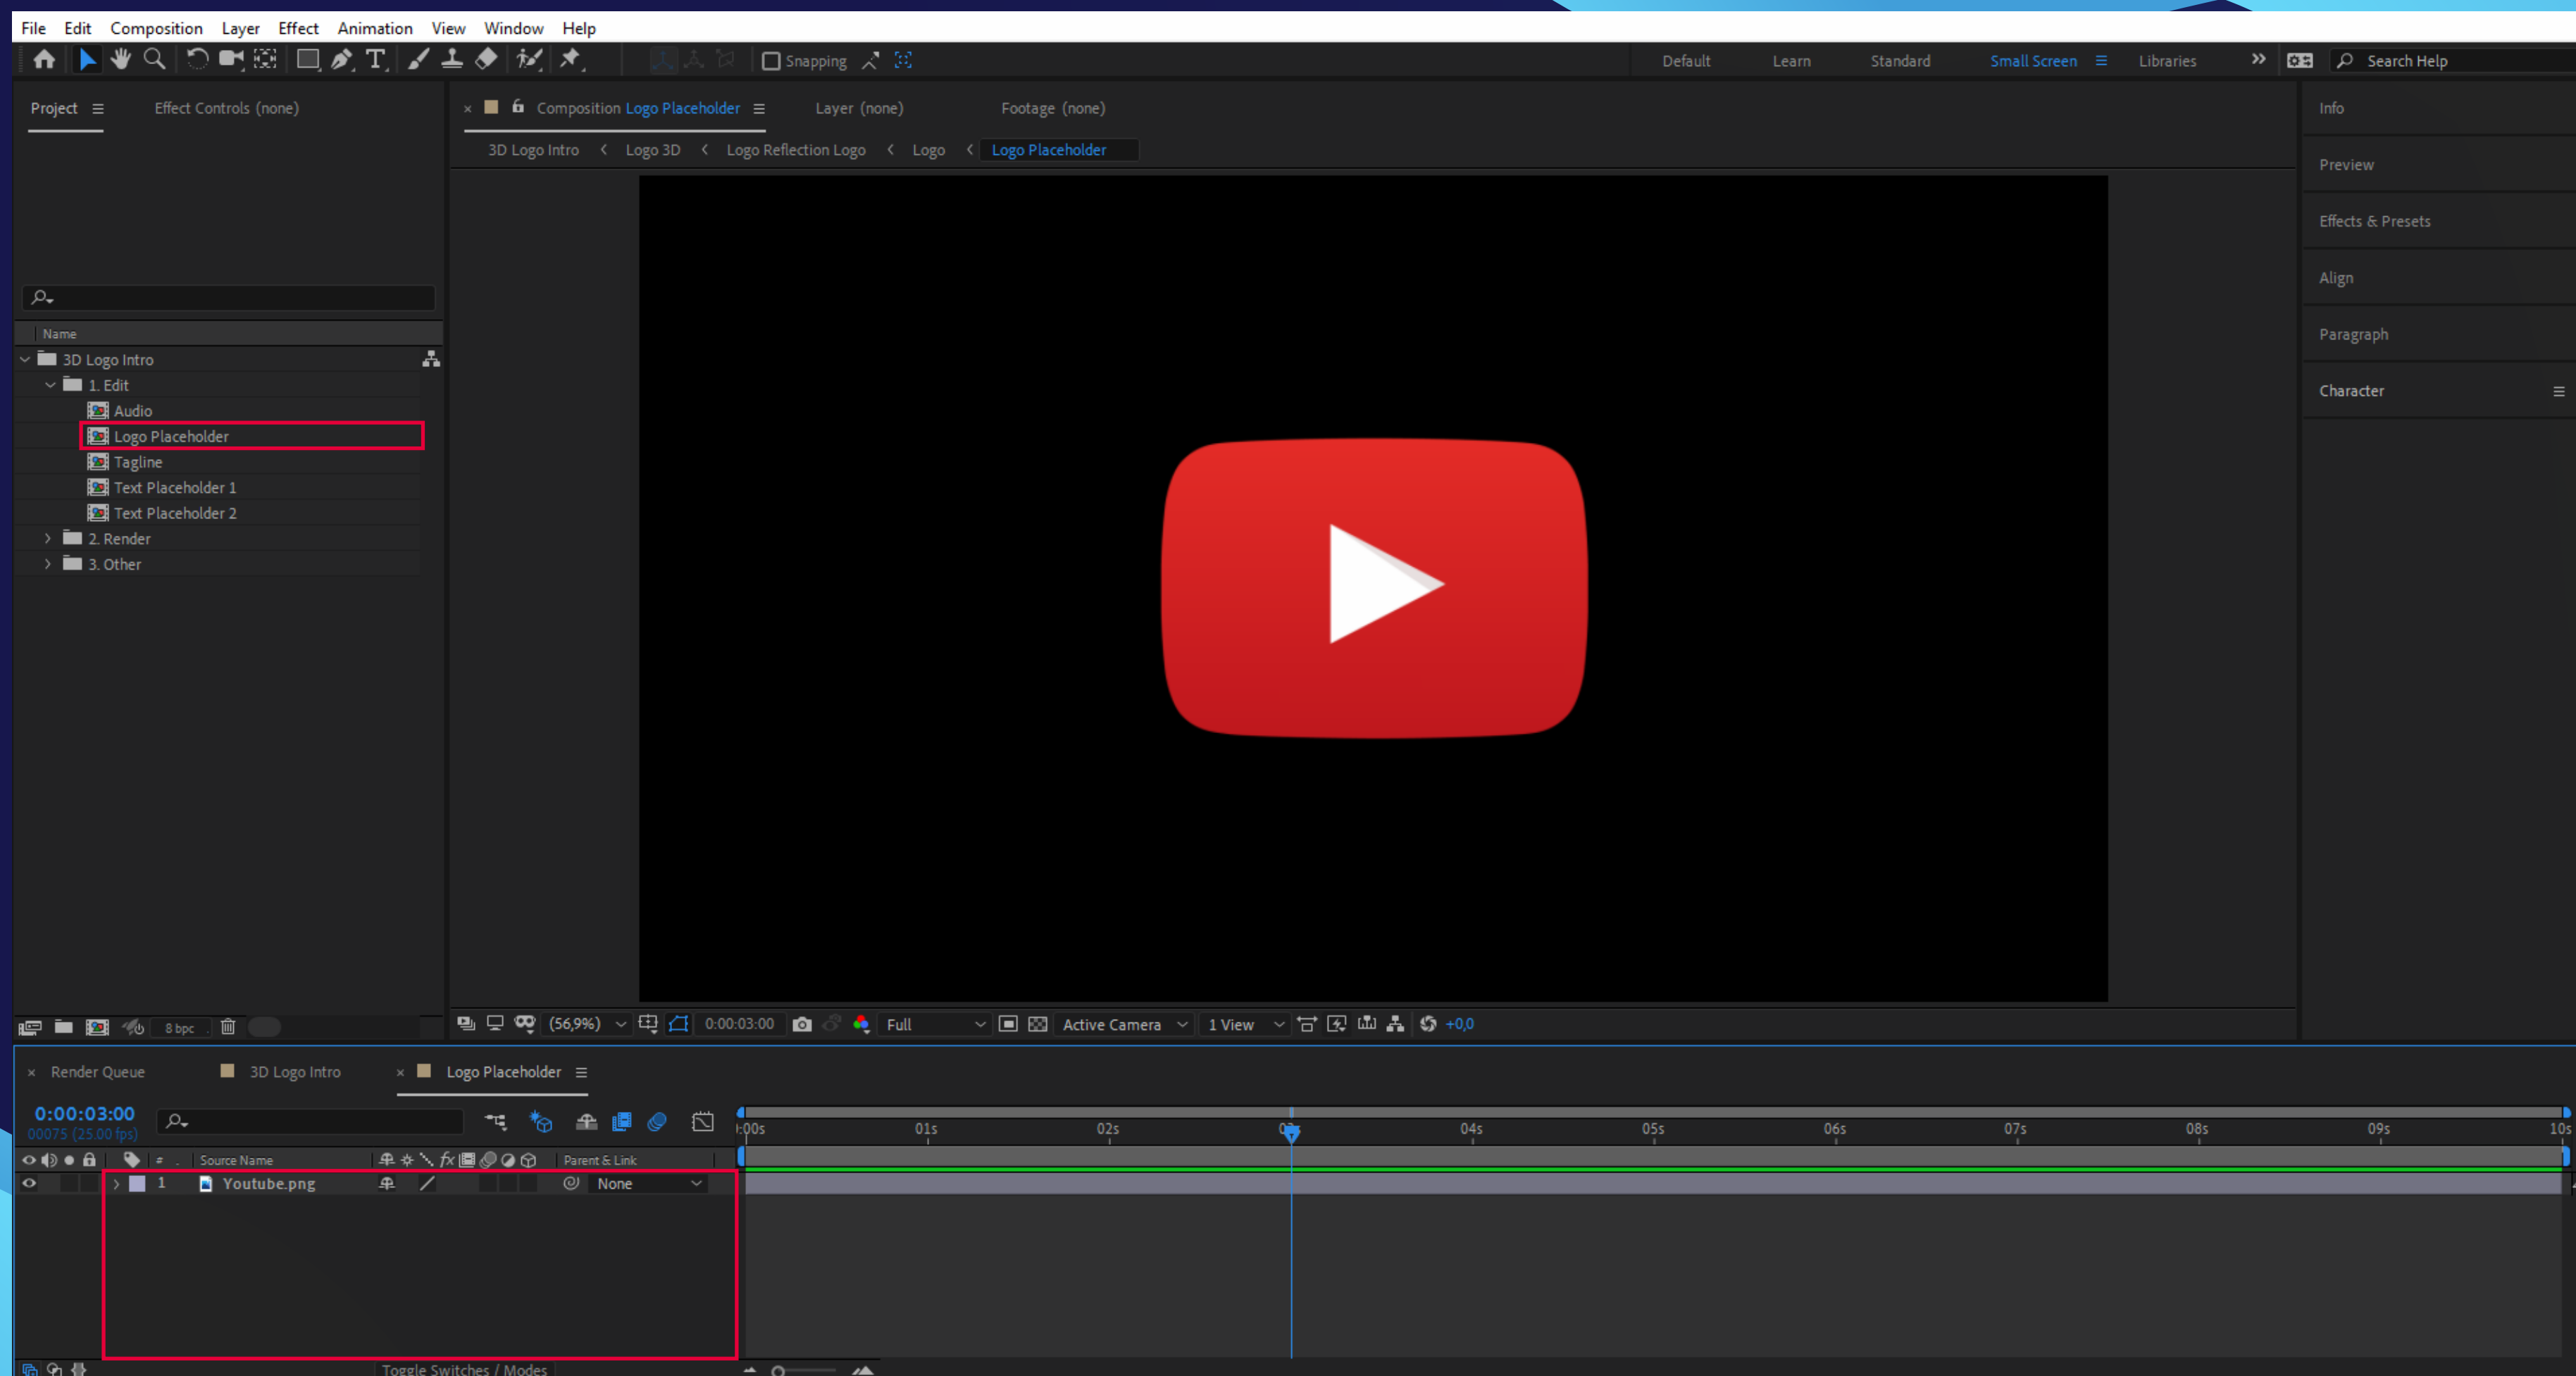 File Edit Composition Layer Effect Animation View Window Help
Snapping Default Learn Standard Small Screen Libraries Search Help
Project Effect Controls (none) Composition Logo Placeholder Layer (none) Footage (none) Info
3D Logo Intro Logo 3D Logo Reflection Logo Logo Logo Placeholder
Preview
Effects & Presets
Align
Paragraph
Character
Name
3D Logo Intro
1. Edit
Audio
Logo Placeholder
Tagline
Text Placeholder 1
Text Placeholder 2
2. Render
3. Other
8 bpc (56,9%) 0:00:03:00 Full Active Camera 1 View +0,0
Render Queue 3D Logo Intro Logo Placeholder
0:00:03:00
00075 (25.00 fps)
:00s 01s 02s 04s 05s 06s 07s 08s 09s 10s
# Source Name fx Parent & Link
1 Youtube.png None
Toggle Switches / Modes